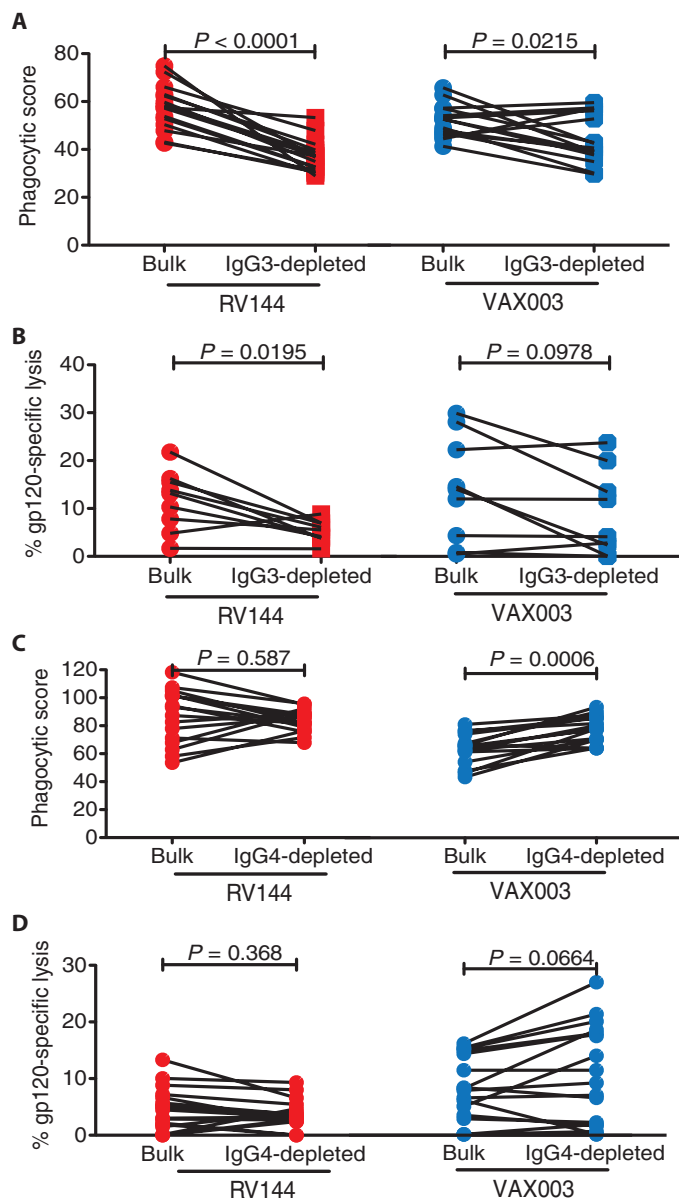 A
P < 0.0001
P = 0.0215
80
60
40
20
0
Phagocytic score
Bulk IgG3-depleted Bulk IgG3-depleted
RV144 VAX003
B
P = 0.0195
P = 0.0978
40
30
20
10
0
% gp120-specific lysis
Bulk IgG3-depleted Bulk IgG3-depleted
RV144 VAX003
C
P = 0.587
P = 0.0006
120
100
80
60
40
20
0
Phagocytic score
Bulk IgG4-depleted Bulk IgG4-depleted
RV144 VAX003
D
P = 0.368
P = 0.0664
30
20
10
0
% gp120-specific lysis
Bulk IgG4-depleted Bulk IgG4-depleted
RV144 VAX003